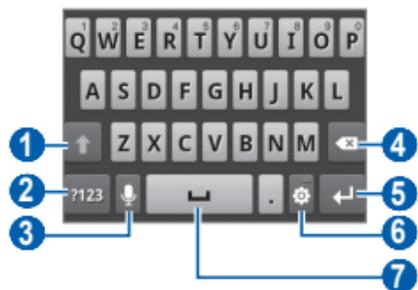 1 2 3 4 5 6 7 8 9 0
Q W E R T Y U I O P
A S D F G H J K L
1 Z X C V B N M 4
2 ?123 . 5
3 6
7